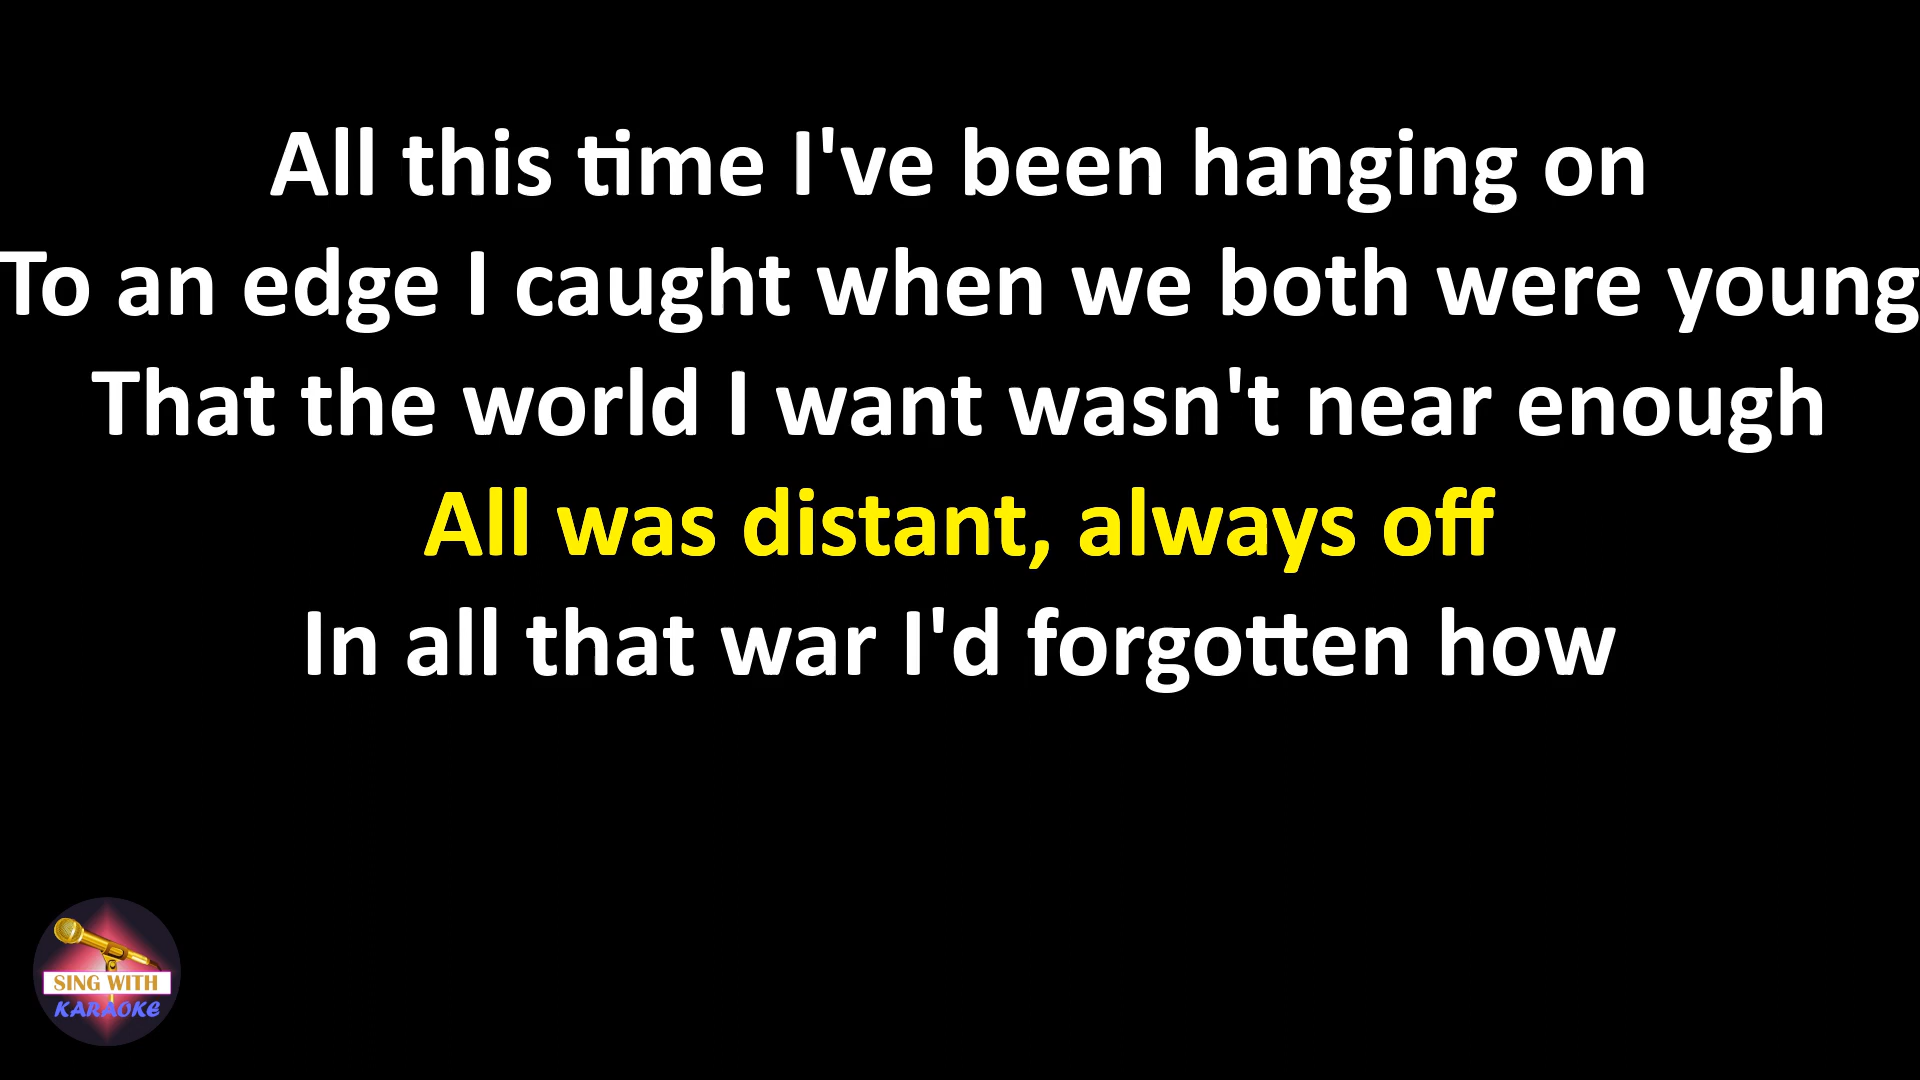 All this time I've been hanging on
To an edge I caught when we both were young
That the world I want wasn't near enough
All was distant, always off
In all that war I'd forgotten how
SING WITH
KARAOKE